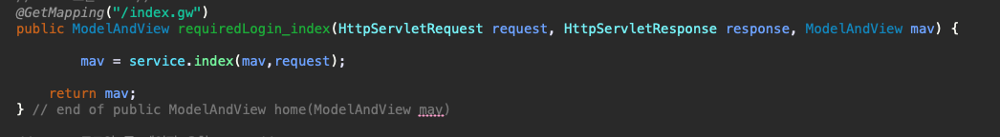 @GetMapping("/index.gw")
public ModelAndView requiredLogin_index(HttpServletRequest request, HttpServletResponse response, ModelAndView mav) {
mav = service.index(mav,request);
return mav;
} // end of public ModelAndView home(ModelAndView mav)